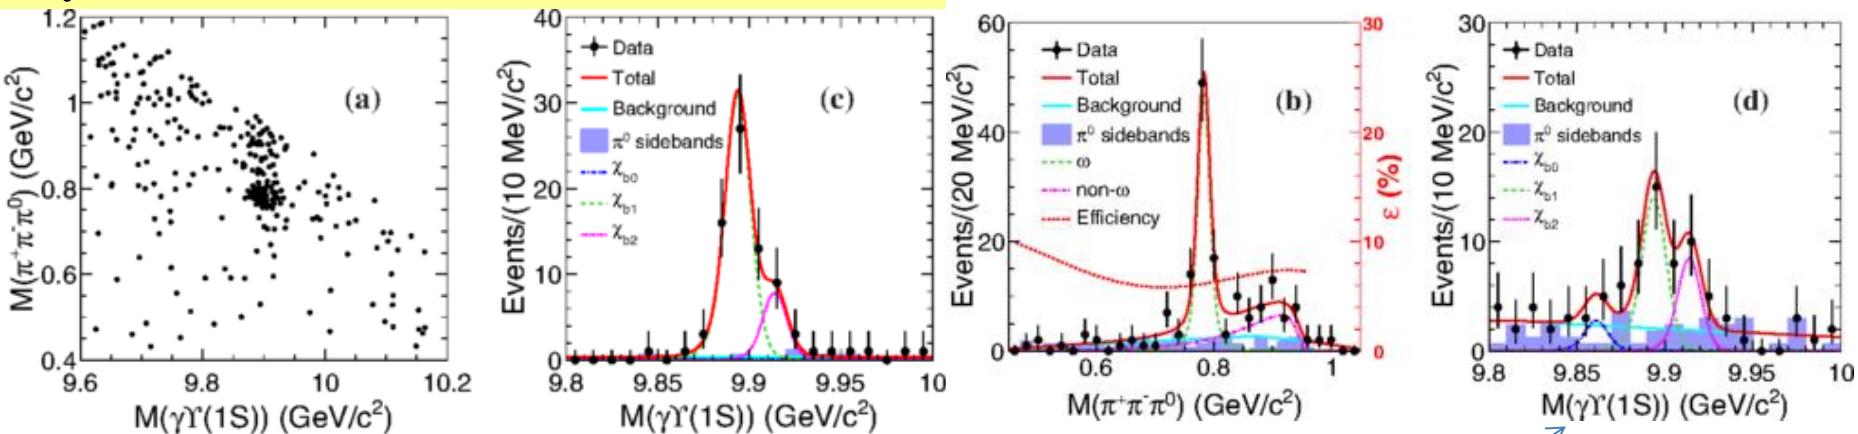 M(π⁺π⁻π⁰) (GeV/c²)
1.2
1
0.8
0.6
0.4
(a)
9.6 9.8 10 10.2
M(γΥ(1S)) (GeV/c²)
Events/(10 MeV/c²)
40
30
20
10
0
Data
Total
Background
π⁰ sidebands
χb0
χb1
χb2
(c)
9.8 9.85 9.9 9.95 10
M(γΥ(1S)) (GeV/c²)
Events/(20 MeV/c²)
60
40
20
0
Data
Total
Background
π⁰ sidebands
ω
non-ω
Efficiency
(b)
30
20
10
0
ε (%)
0.6 0.8 1
M(π⁺π⁻π⁰) (GeV/c²)
Events/(10 MeV/c²)
30
20
10
0
Data
Total
Background
π⁰ sidebands
χb0
χb1
χb2
(d)
9.8 9.85 9.9 9.95 10
M(γΥ(1S)) (GeV/c²)